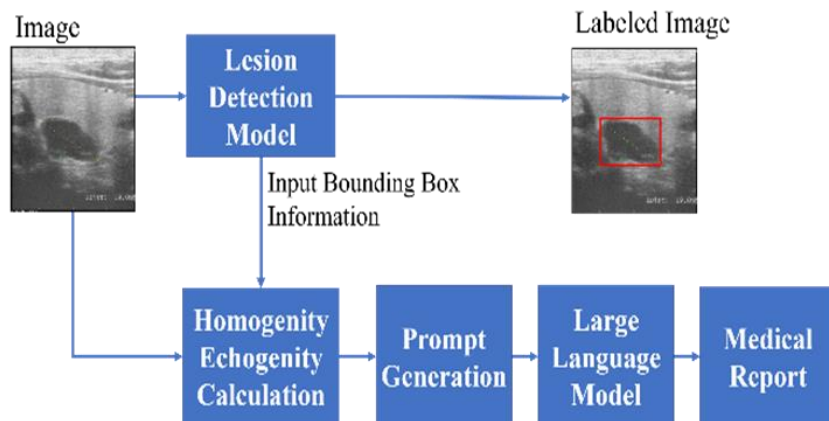 Image
Labeled Image
Lesion
Detection
Model
Input Bounding Box
Information
Homogenity
Echogenity
Calculation
Prompt
Generation
Large
Language
Model
Medical
Report